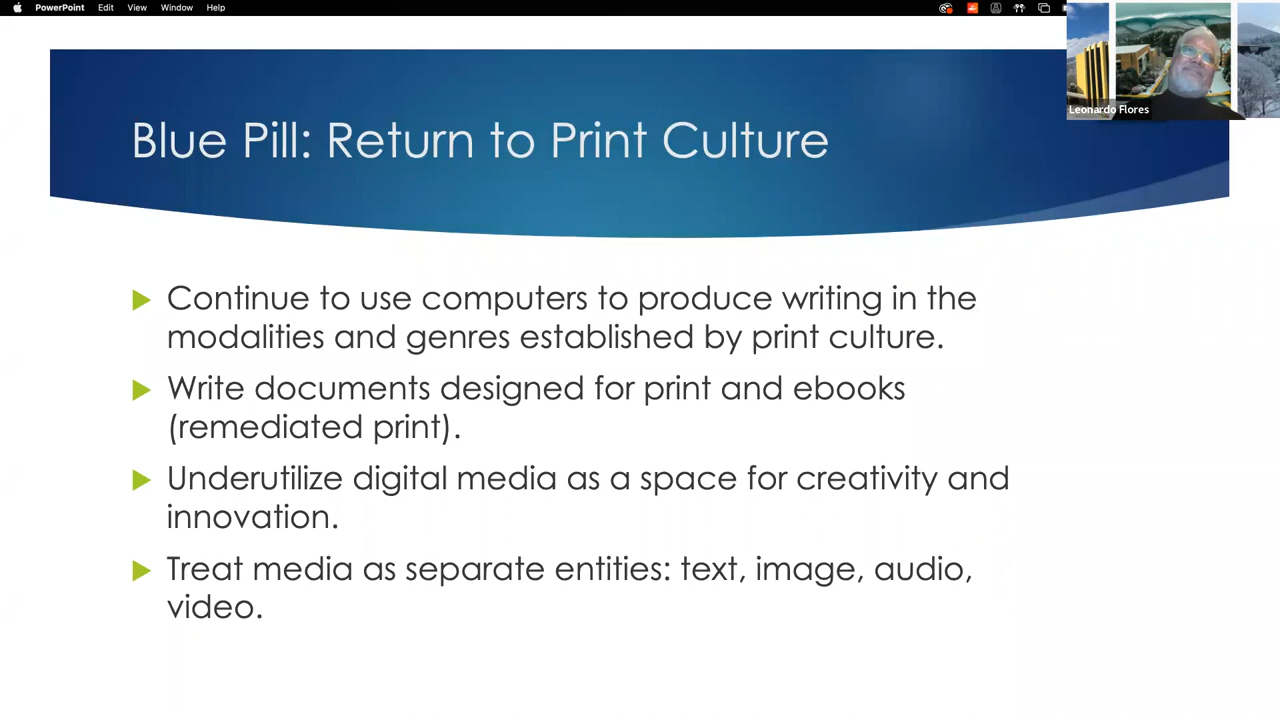 PowerPoint Edit View Window Help
Leonardo Flores
Blue Pill: Return to Print Culture
Continue to use computers to produce writing in the
modalities and genres established by print culture.
Write documents designed for print and ebooks
(remediated print).
Underutilize digital media as a space for creativity and
innovation.
Treat media as separate entities: text, image, audio,
video.